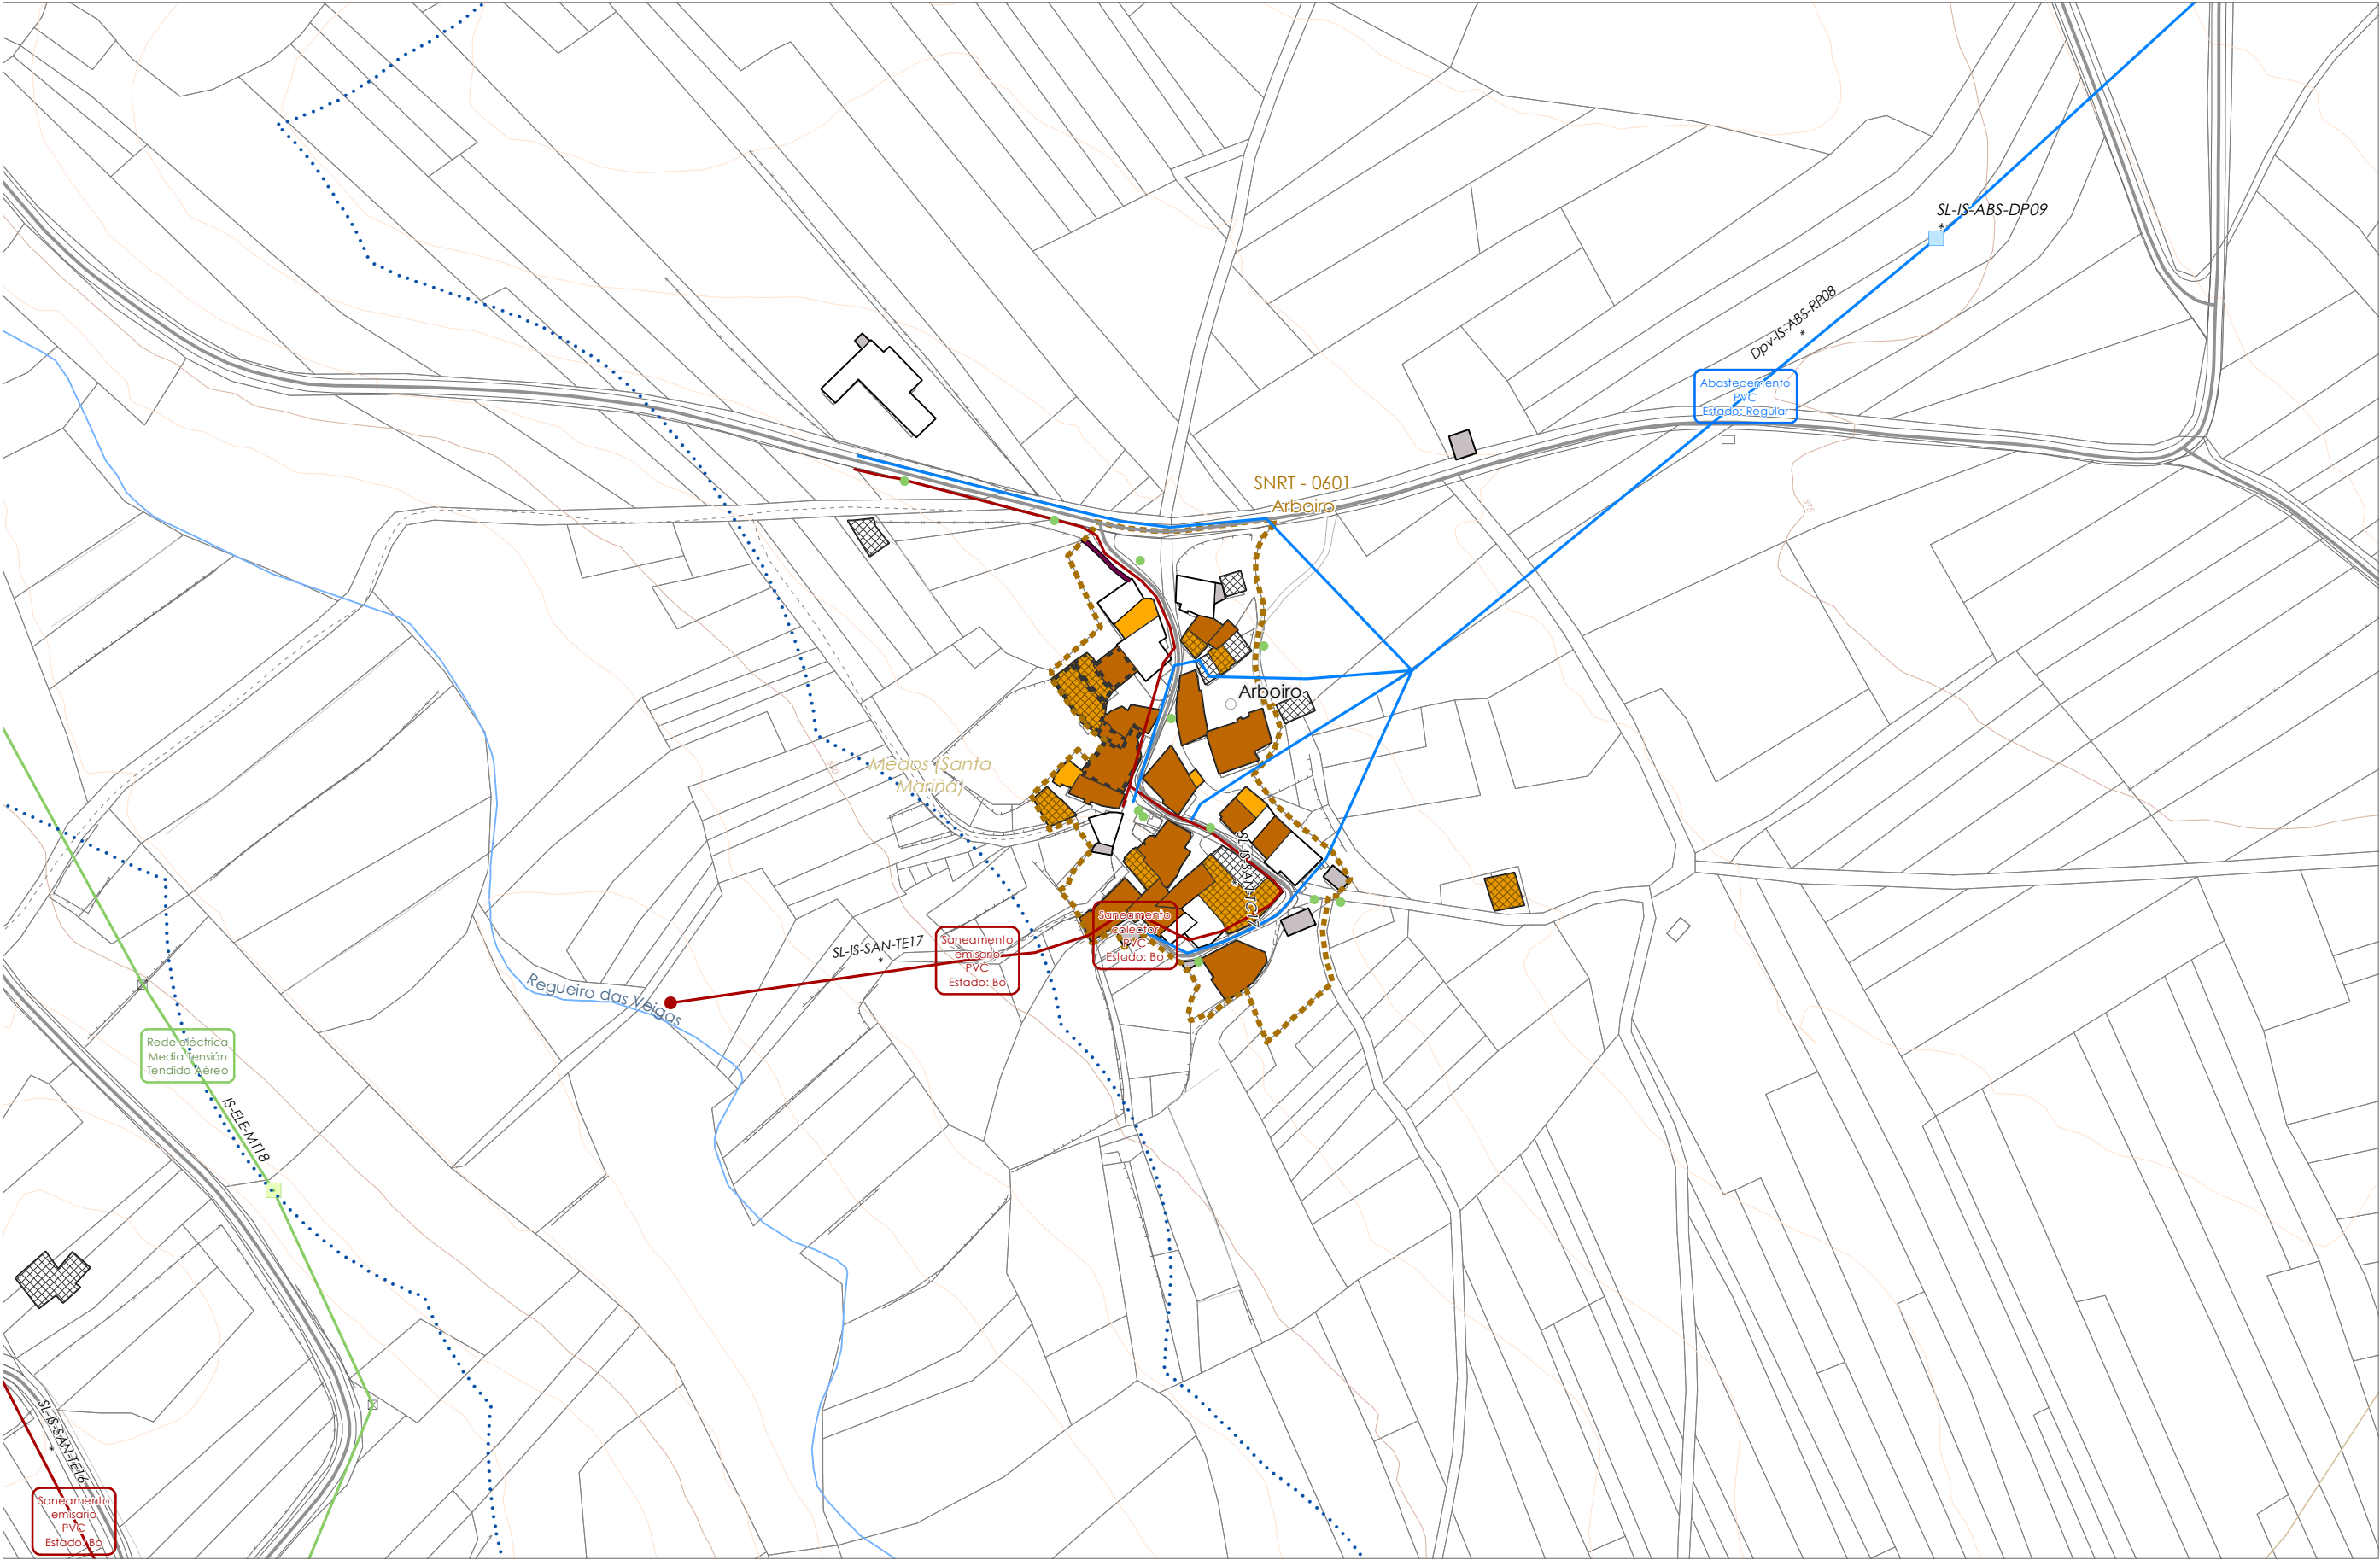 SL-IS-ABS-DP09
*
Dpv-IS-ABS-RP08
*
Abastecemento
PVC
Estado: Regular
SNRT - 0601
Arboiro
825
Arboiro
Medos (Santa
Mariña)
SL-IS-SAN-TC17
Saneamento
colector
PVC
Estado: Bo
SL-IS-SAN-TE17
*
Saneamento
emisario
PVC
Estado: Bo
Regueiro das Veigas
Rede eléctrica
Media Tensión
Tendido Aéreo
IS-ELE-MT18
SL-IS-SAN-TE16
*
Saneamento
emisario
PVC
Estado: Bo